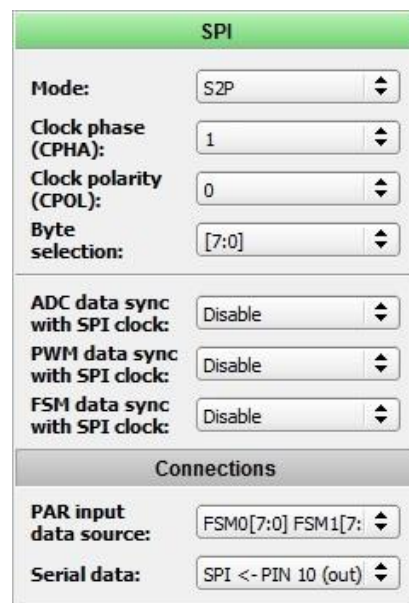 SPI
Mode: S2P
Clock phase
(CPHA): 1
Clock polarity
(CPOL): 0
Byte
selection: [7:0]
ADC data sync
with SPI clock: Disable
PWM data sync
with SPI clock: Disable
FSM data sync
with SPI clock: Disable
Connections
PAR input
data source: FSM0[7:0] FSM1[7:
Serial data: SPI <- PIN 10 (out)